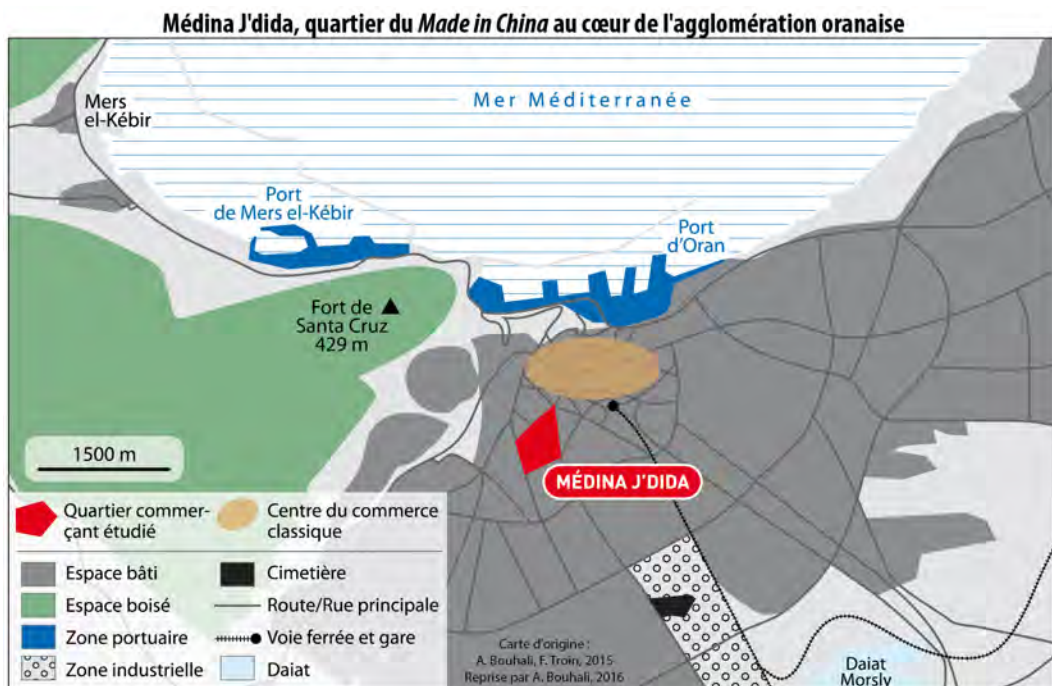 Médina J'dida, quartier du Made in China au cœur de l'agglomération oranaise
Mer Méditerranée
Mers
el-Kébir
Port
de Mers el-Kébir
Port
d'Oran
Fort de
Santa Cruz
429 m
1500 m
MÉDINA J'DIDA
Quartier commer-
çant étudié
Centre du commerce
classique
Espace bâti
Cimetière
Espace boisé
Route/Rue principale
Zone portuaire
Voie ferrée et gare
Zone industrielle
Daiat
Carte d'origine :
A. Bouhali, F. Troin, 2015
Reprise par A. Bouhali, 2016
Daiat
Morsly